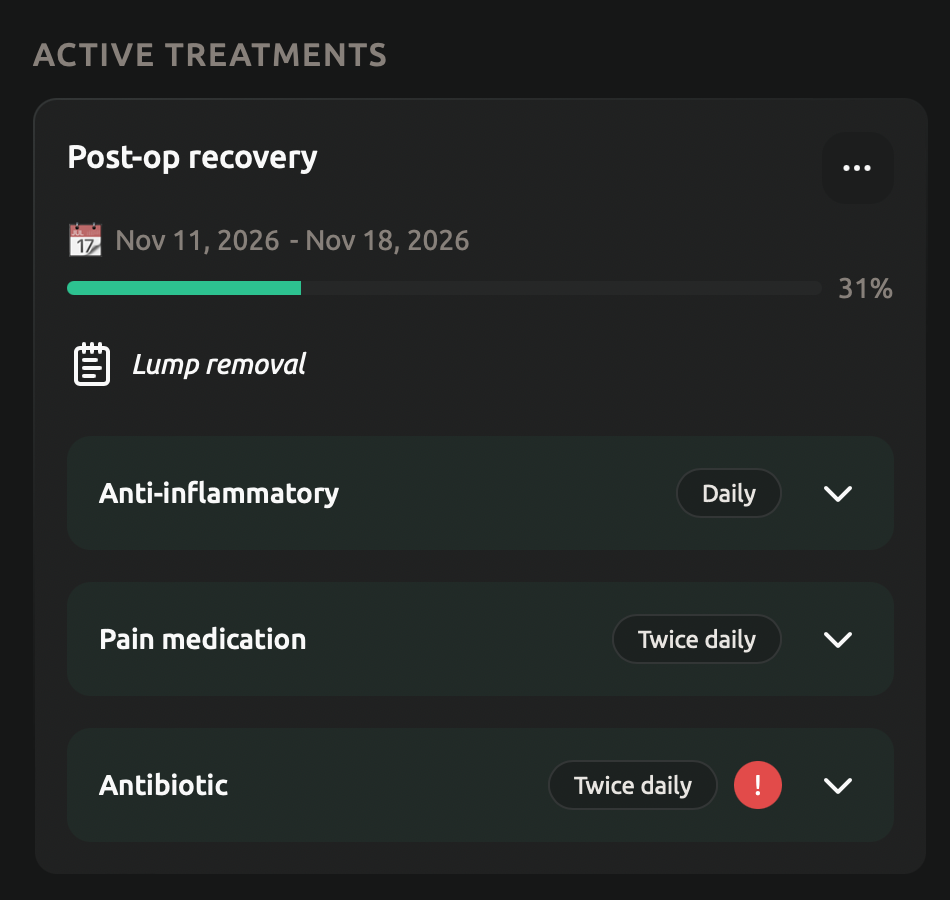 ACTIVE TREATMENTS
Post-op recovery
JUL
17
Nov 11, 2026 - Nov 18, 2026
31%
Lump removal
Anti-inflammatory Daily
Pain medication Twice daily
Antibiotic Twice daily !